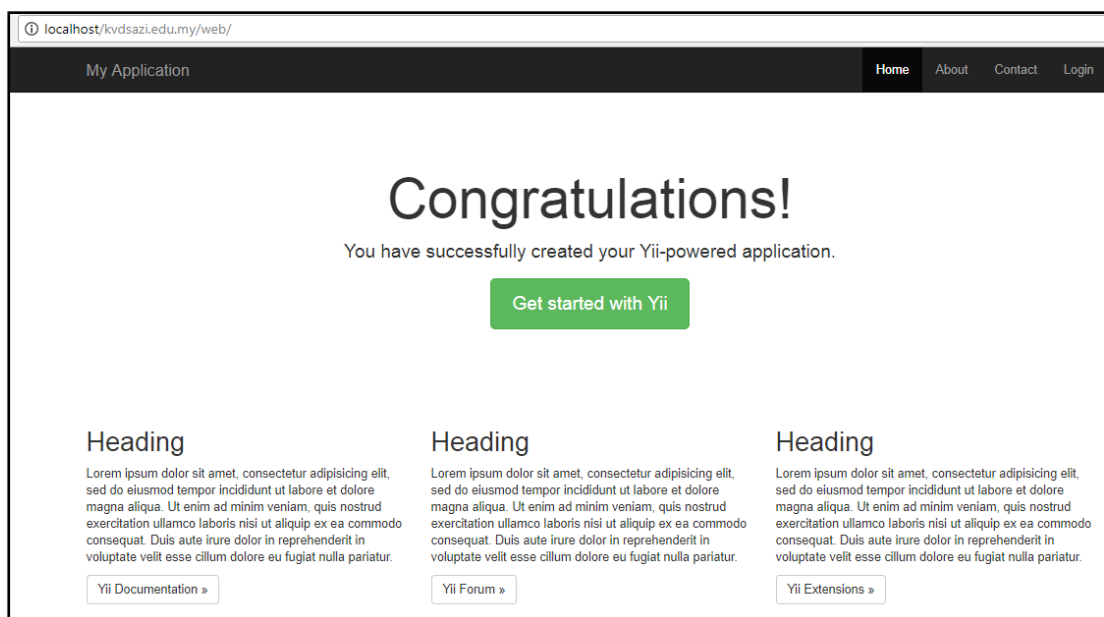 localhost/kvdsazi.edu.my/web/
My Application
Home About Contact Login
Congratulations!
You have successfully created your Yii-powered application.
Get started with Yii
Heading
Lorem ipsum dolor sit amet, consectetur adipisicing elit,
sed do eiusmod tempor incididunt ut labore et dolore
magna aliqua. Ut enim ad minim veniam, quis nostrud
exercitation ullamco laboris nisi ut aliquip ex ea commodo
consequat. Duis aute irure dolor in reprehenderit in
voluptate velit esse cillum dolore eu fugiat nulla pariatur.
Yii Documentation »
Heading
Lorem ipsum dolor sit amet, consectetur adipisicing elit,
sed do eiusmod tempor incididunt ut labore et dolore
magna aliqua. Ut enim ad minim veniam, quis nostrud
exercitation ullamco laboris nisi ut aliquip ex ea commodo
consequat. Duis aute irure dolor in reprehenderit in
voluptate velit esse cillum dolore eu fugiat nulla pariatur.
Yii Forum »
Heading
Lorem ipsum dolor sit amet, consectetur adipisicing elit,
sed do eiusmod tempor incididunt ut labore et dolore
magna aliqua. Ut enim ad minim veniam, quis nostrud
exercitation ullamco laboris nisi ut aliquip ex ea commodo
consequat. Duis aute irure dolor in reprehenderit in
voluptate velit esse cillum dolore eu fugiat nulla pariatur.
Yii Extensions »